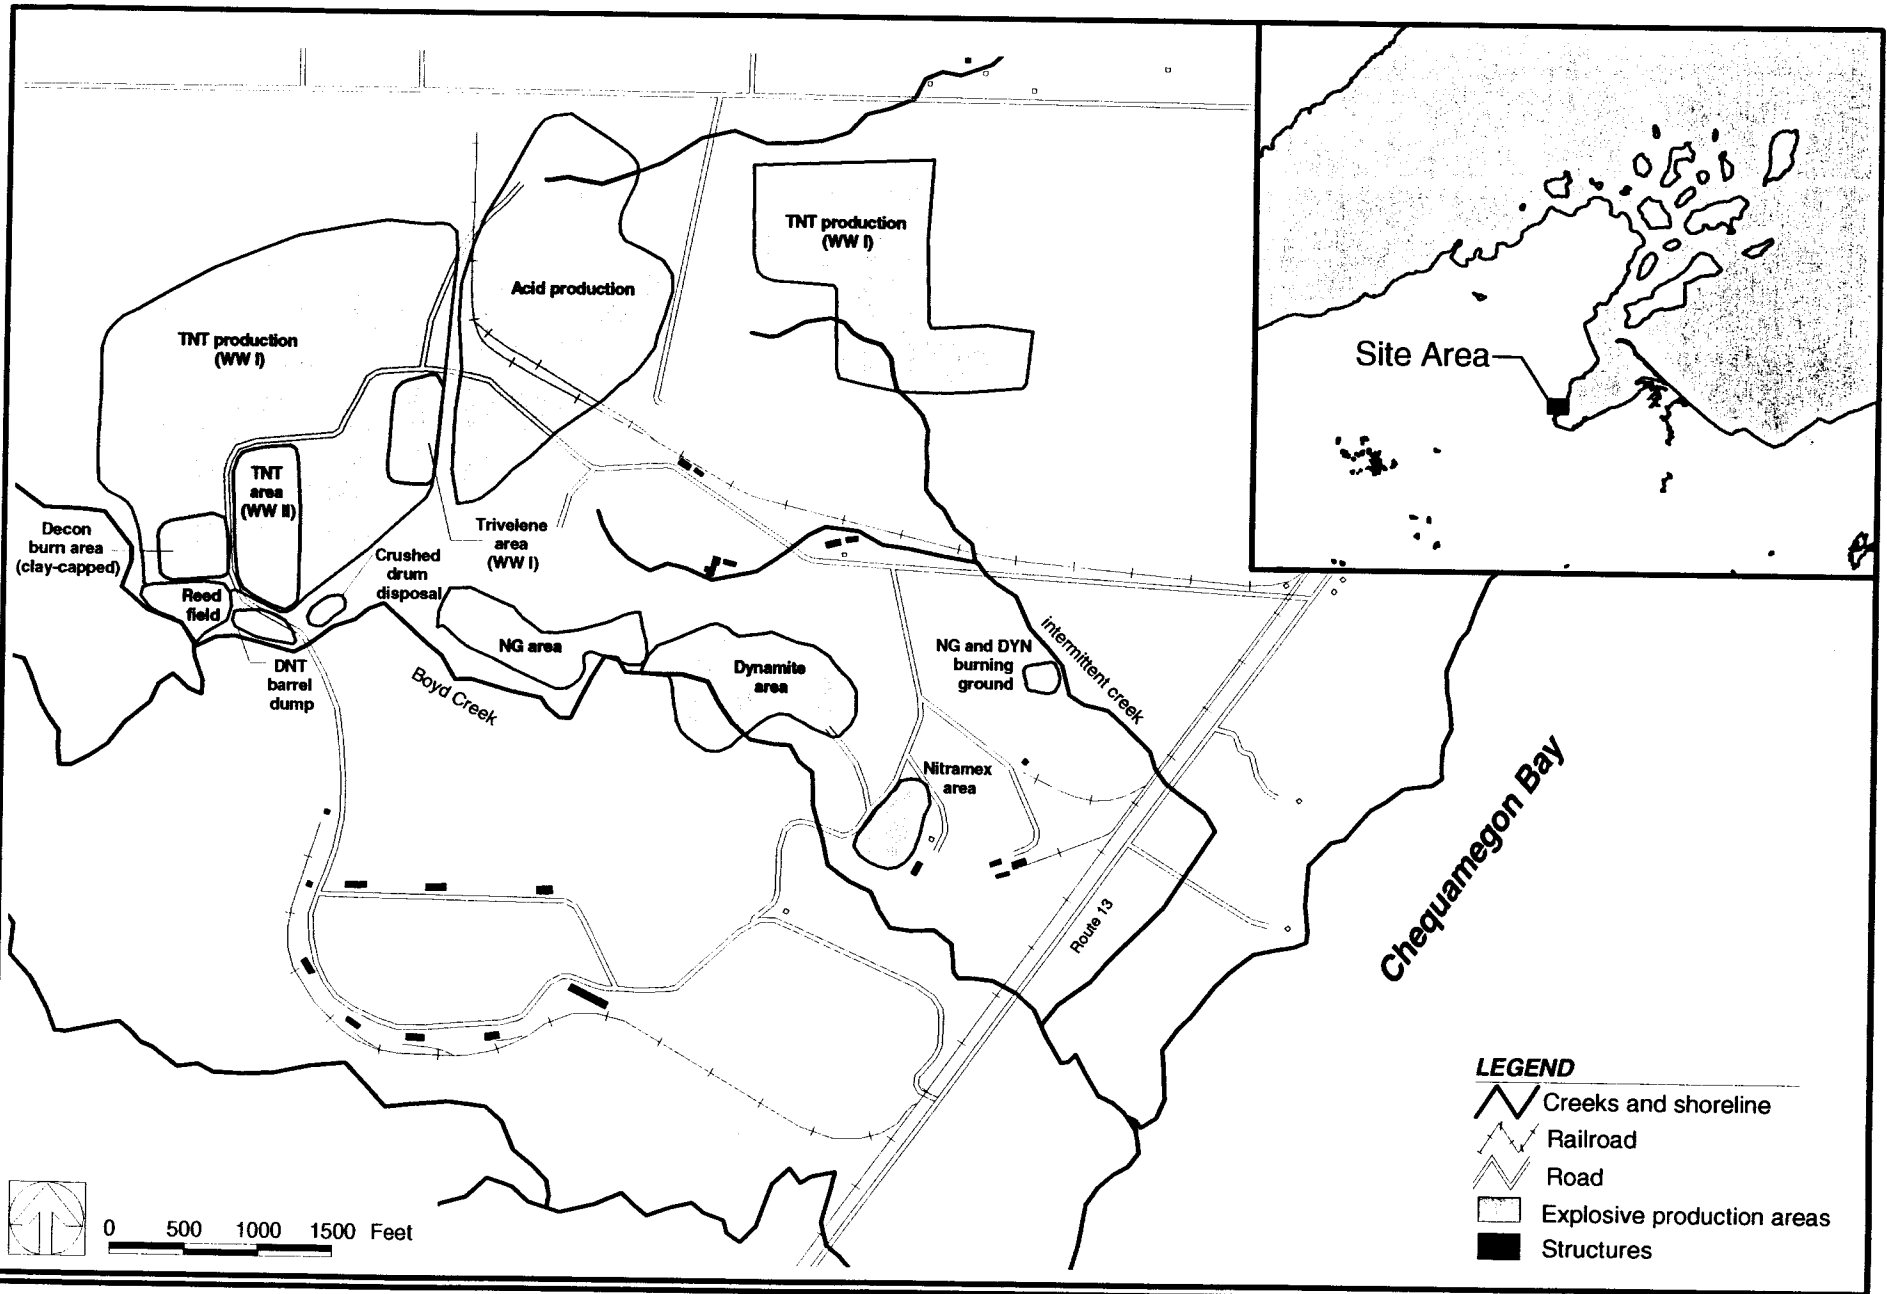 TNT production
(WW I)
Acid production
TNT production
(WW I)
Site Area
TNT
area
(WW II)
Decon
burn area
(clay-capped)
Trivelene
area
(WW I)
Crushed
drum
disposal
Reed
field
NG area
DNT
barrel
dump
Boyd Creek
Dynamite
area
NG and DYN
burning
ground
intermittent creek
Nitramex
area
Route 13
Chequamegon Bay
LEGEND
Creeks and shoreline
Railroad
Road
Explosive production areas
Structures
0 500 1000 1500 Feet